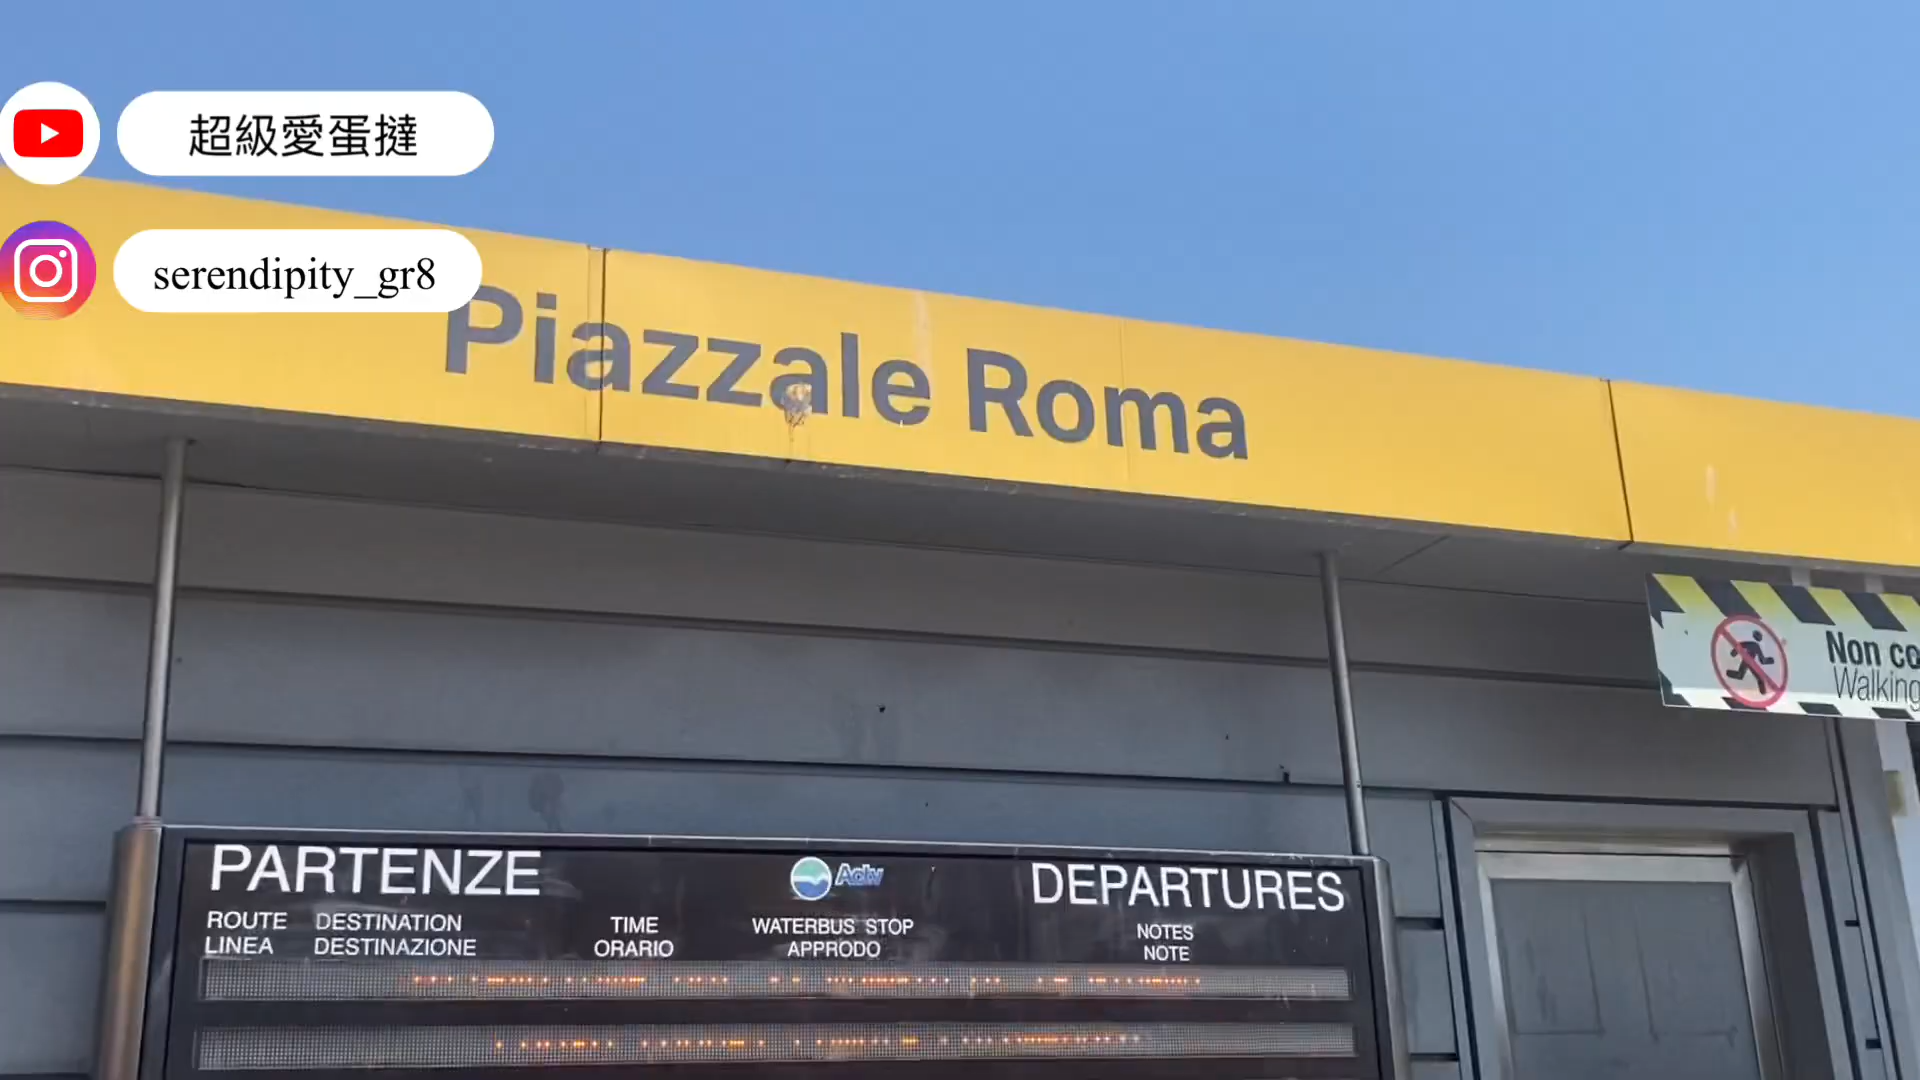 超級愛蛋撻
serendipity_gr8
Piazzale Roma
Non co
Walking
PARTENZE
Actv
DEPARTURES
ROUTE DESTINATION TIME WATERBUS STOP NOTES
LINEA DESTINAZIONE ORARIO APPRODO NOTE